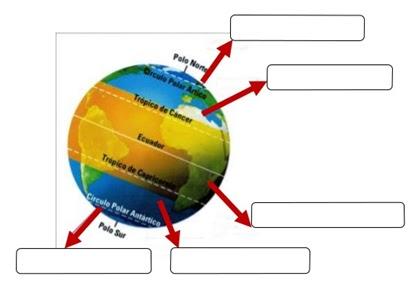 Polo Norte
Círculo Polar Ártico
Trópico de Cáncer
Ecuador
Trópico de Capricornio
Círculo Polar Antártico
Polo Sur